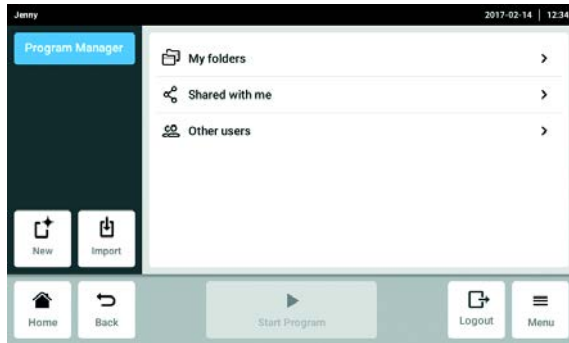 Jenny
2017-02-14 | 12:34
Program Manager
My folders
Shared with me
Other users
New
Import
Home
Back
Start Program
Logout
Menu